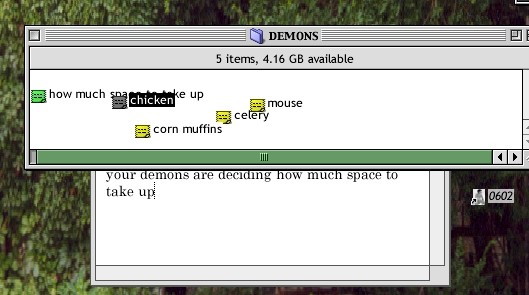 DEMONS
5 items, 4.16 GB available
how much space to take up
chicken
mouse
celery
corn muffins
your demons are deciding how much space to
take up
0602